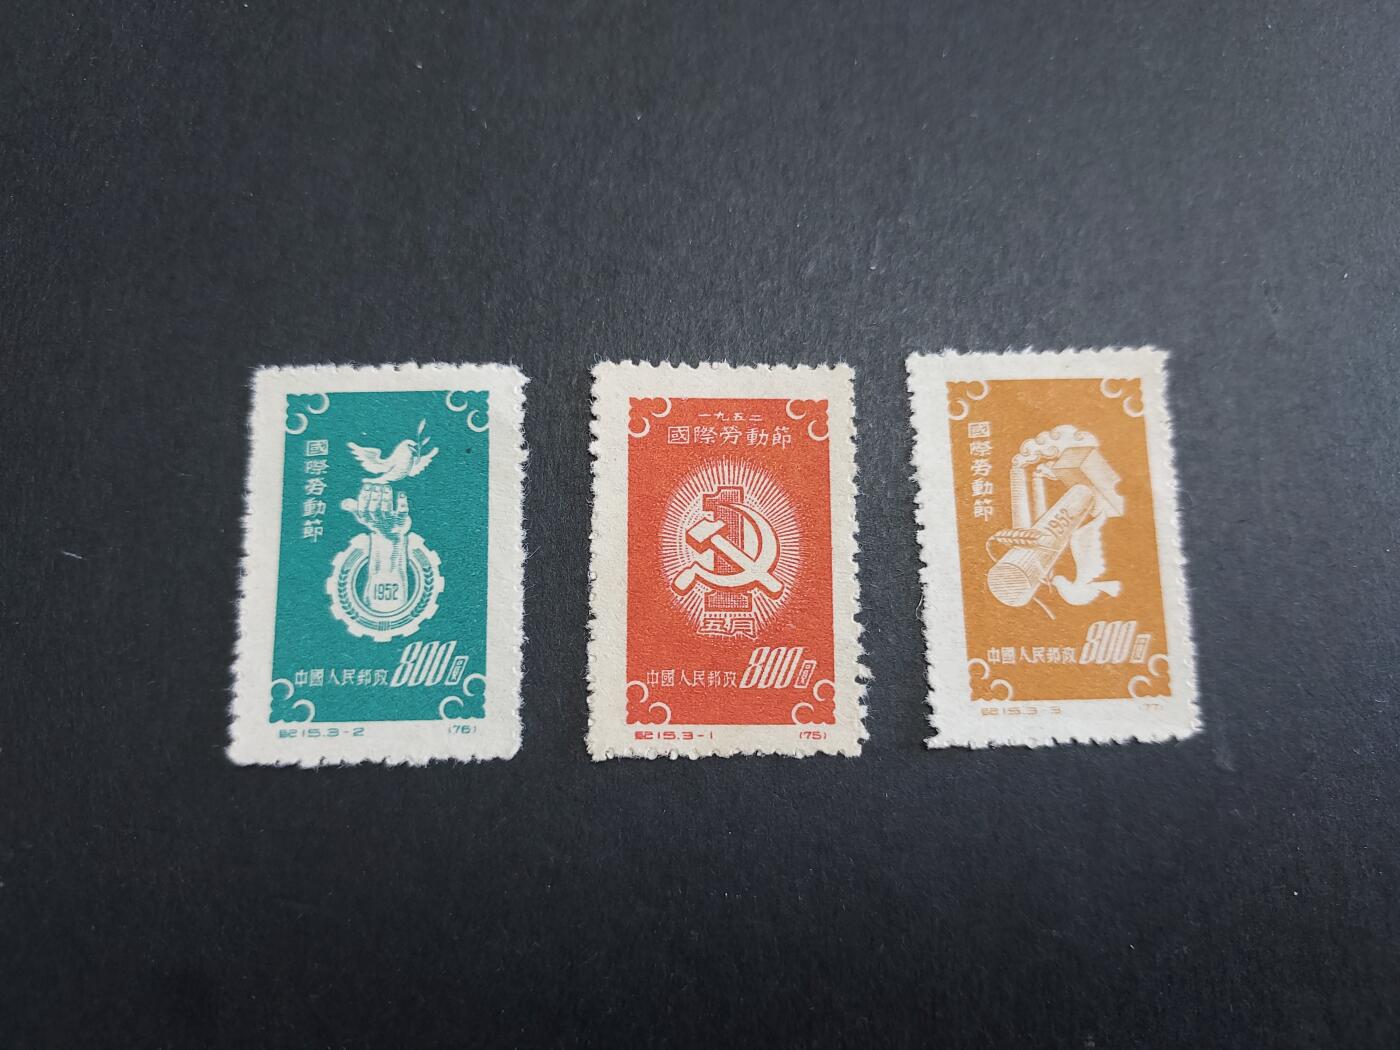 國際勞動節
1952
中國人民郵政 800圓
紀15.3-2 (76)
一九五二
國際勞動節
1
五月
中國人民郵政 800圓
紀15.3-1 (75)
國際勞動節
1952
中國人民郵政 800圓
紀15.3-3 (77)